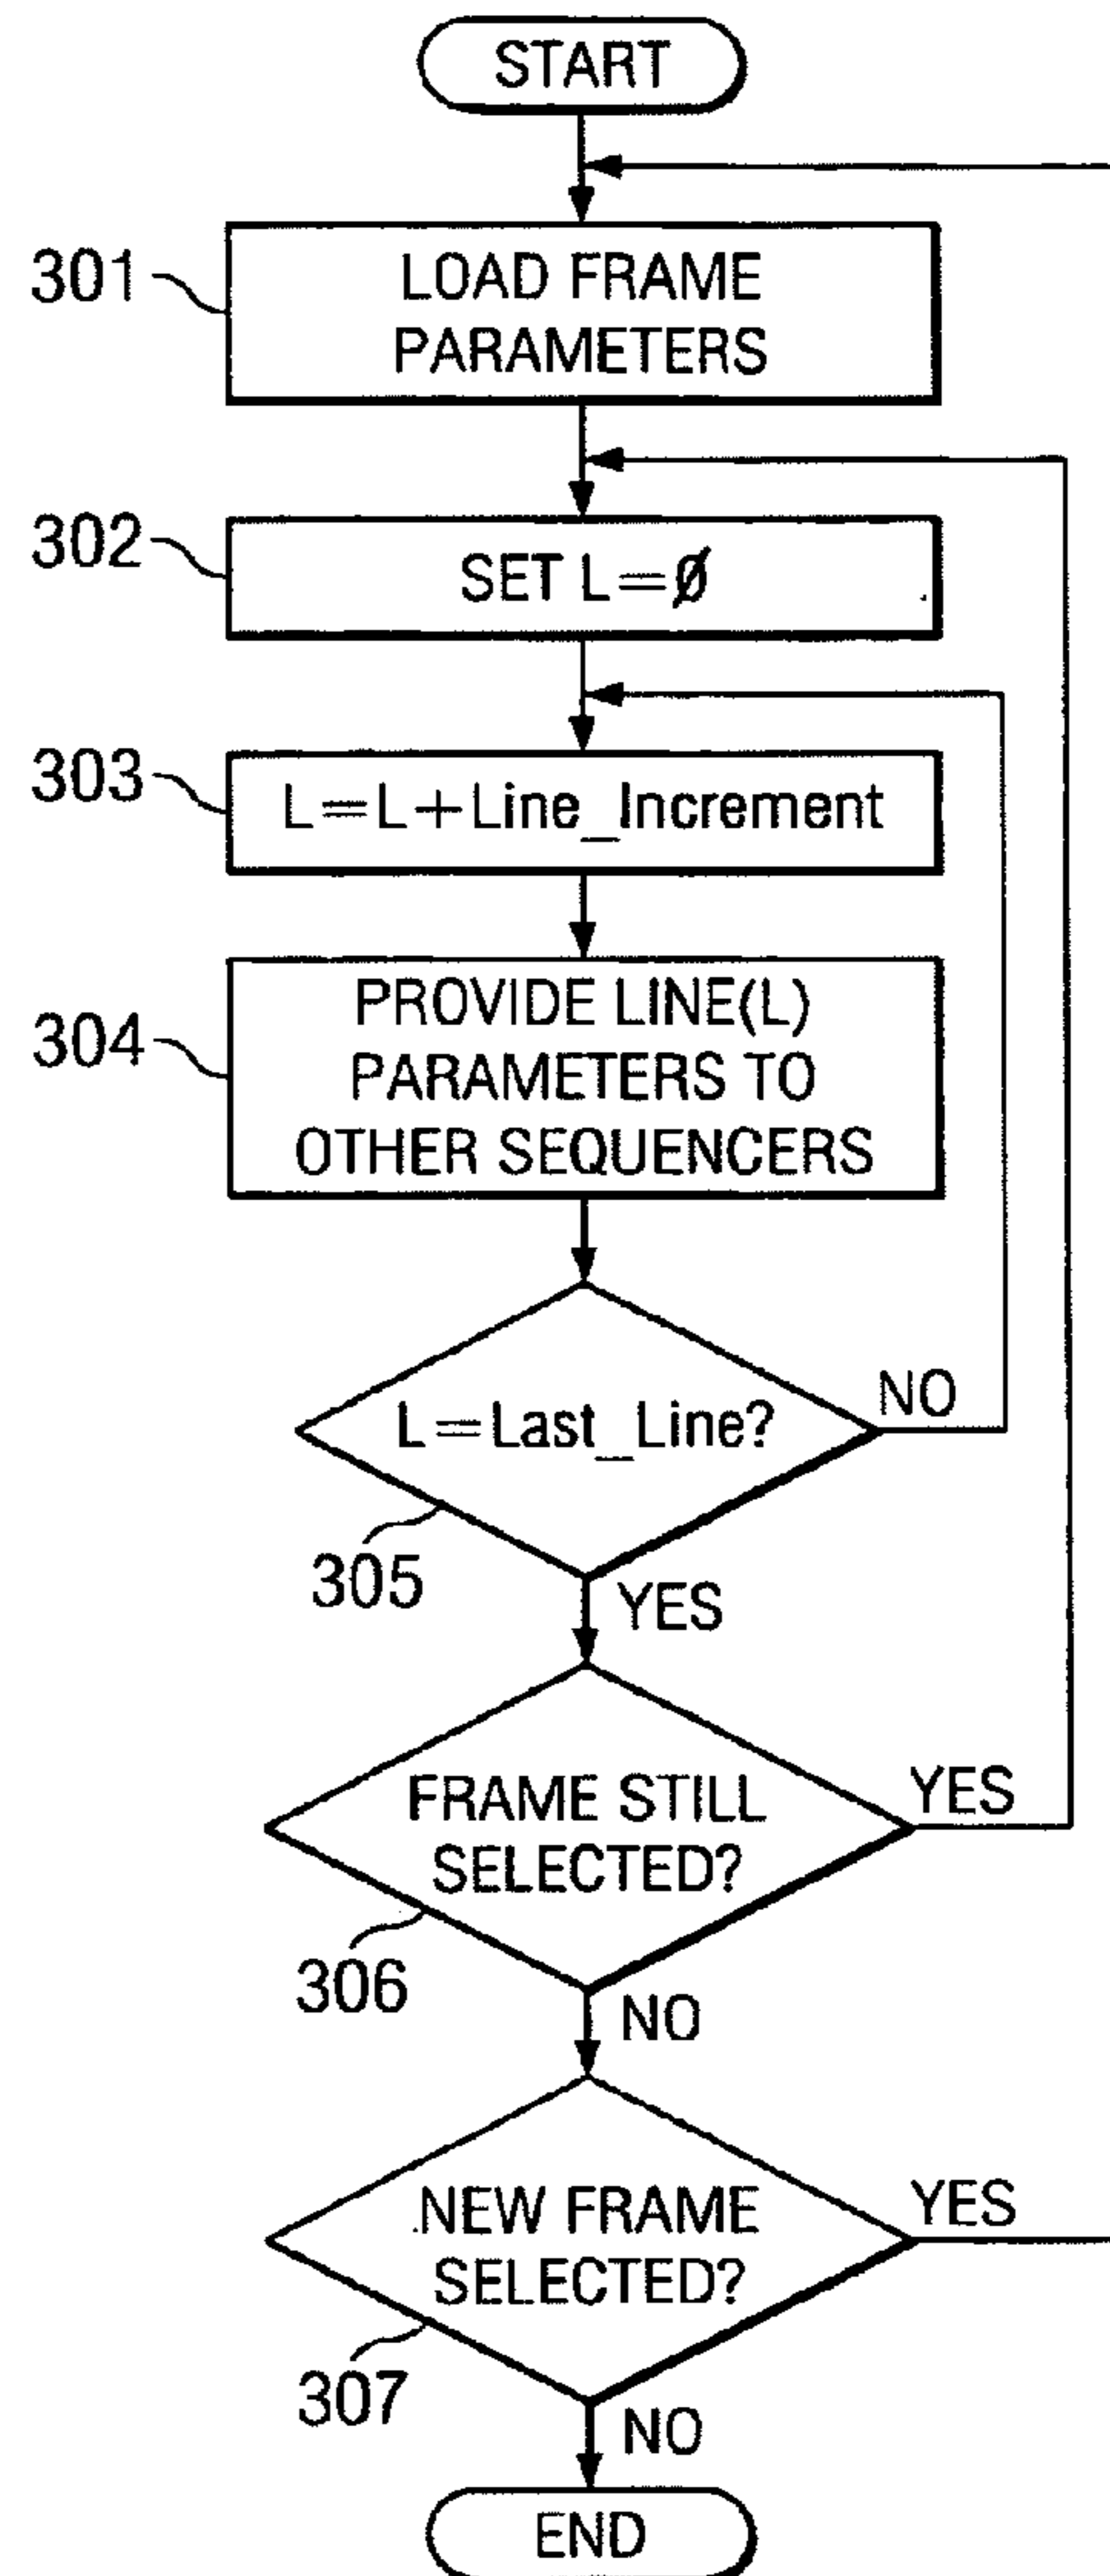 START
301
LOAD FRAME
PARAMETERS
302
SET L=Ø
303
L=L+Line_Increment
304
PROVIDE LINE(L)
PARAMETERS TO
OTHER SEQUENCERS
L=Last_Line?
NO
305
YES
FRAME STILL
SELECTED?
YES
306
NO
NEW FRAME
SELECTED?
YES
307
NO
END